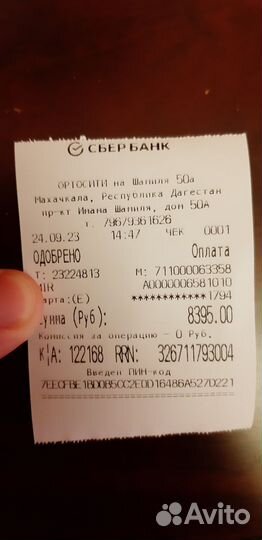 СБЕРБАНК
ОРТОСИТИ на Шамиля 50а
Махачкала, Республика Дагестан
пр-кт Имама Шамиля, дом 50А
т. 79679361626
24.09.23 14:47 ЧЕК 0001
ОДОБРЕНО Оплата
Т: 23224813 М: 711000063358
MIR A0000006581010
Карта:(E) ************1794
Сумма (Руб): 8395.00
Комиссия за операцию - 0 Руб.
К/А: 122168 RRN: 326711793004
Введен ПИН-код
7EECFBE1BD0B5CC2E0D16486A5270221
Avito